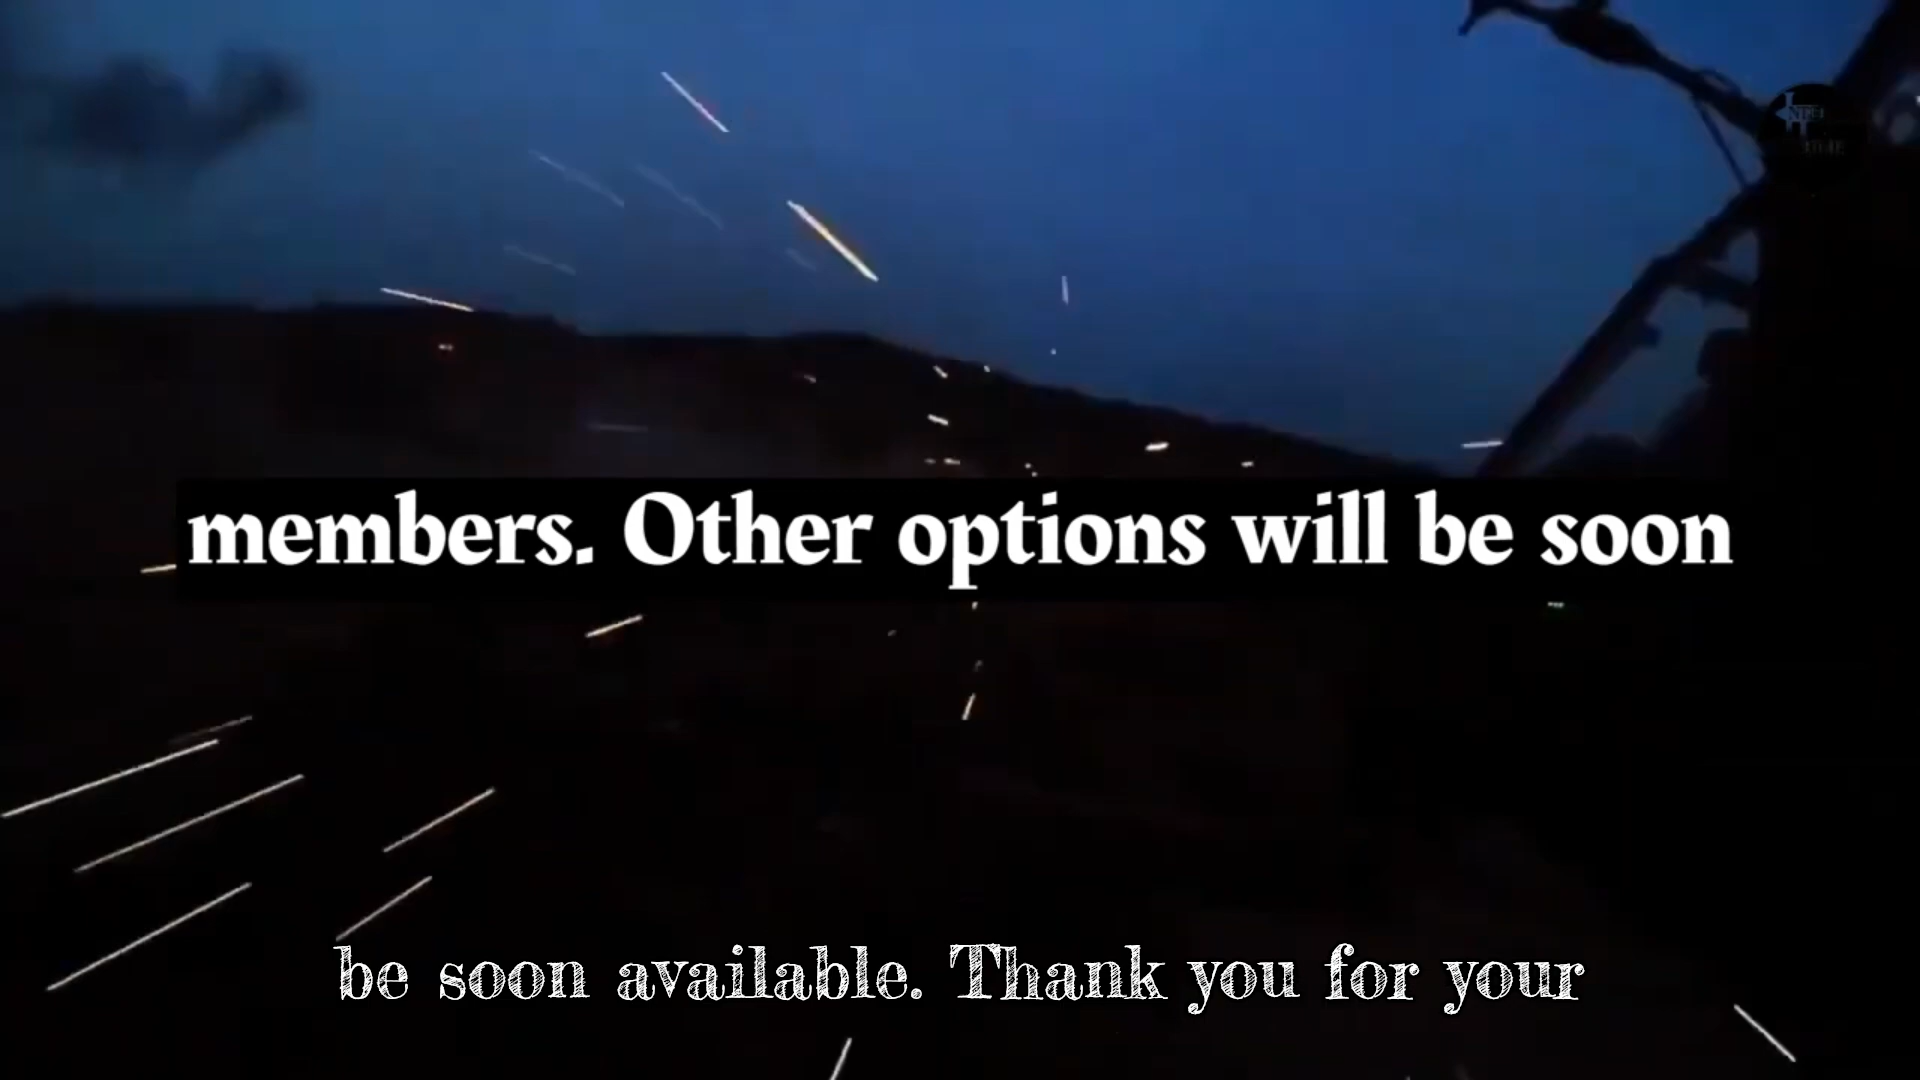 members. Other options will be soon
be soon available. Thank you for your